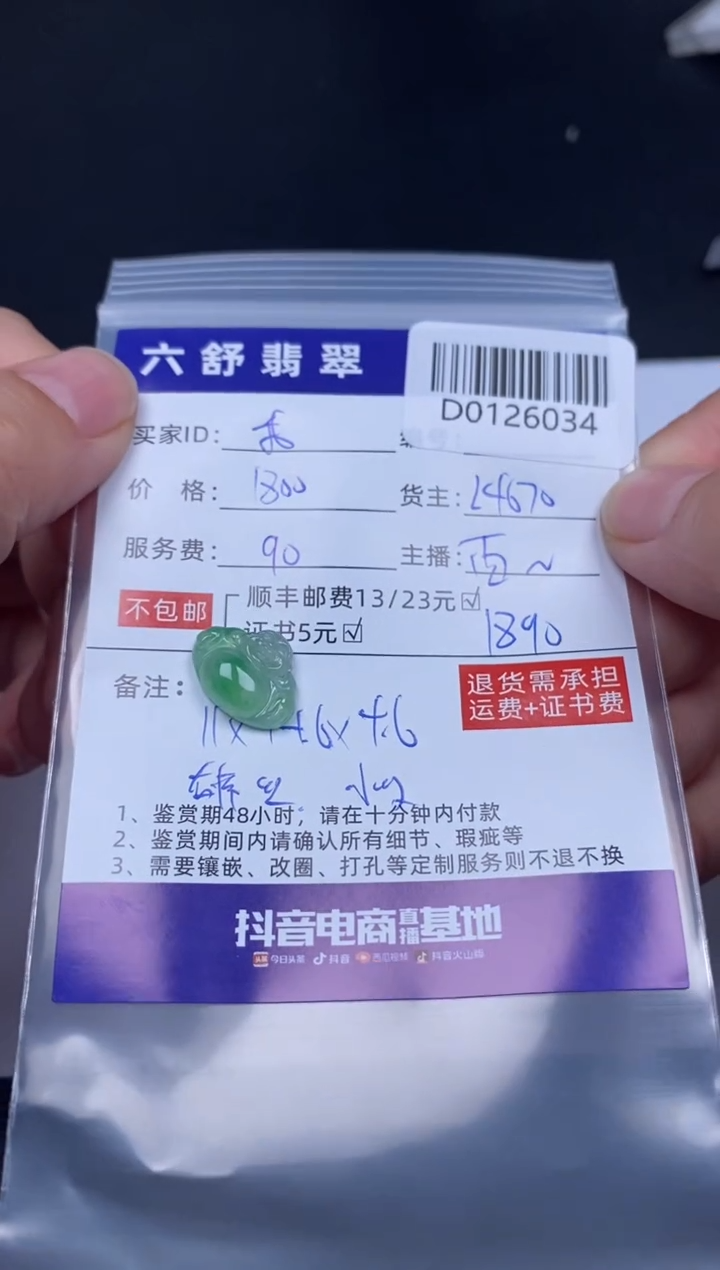 六舒翡翠
D0126034
买家ID:
价 格: 1800
货主: L4670
服务费: 90
主播:
不包邮
顺丰邮费13/23元☑
证书5元☑
1890
备注:
退货需承担
运费+证书费
1、鉴赏期48小时;请在十分钟内付款
2、鉴赏期间内请确认所有细节、瑕疵等
3、需要镶嵌、改圈、打孔等定制服务则不退不换
抖音电商直播基地
头条 今日头条 抖音 西瓜视频 抖音火山版